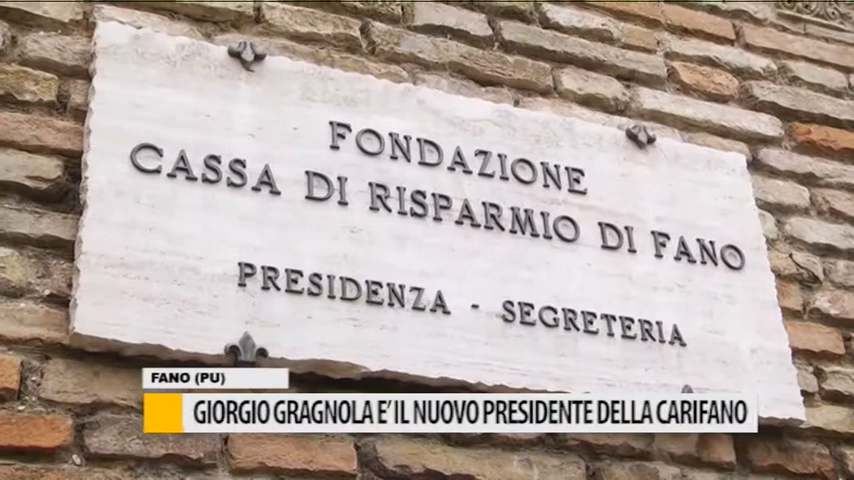 FONDAZIONE
CASSA DI RISPARMIO DI FANO
PRESIDENZA - SEGRETERIA
FANO (PU)
GIORGIO GRAGNOLA E' IL NUOVO PRESIDENTE DELLA CARIFANO